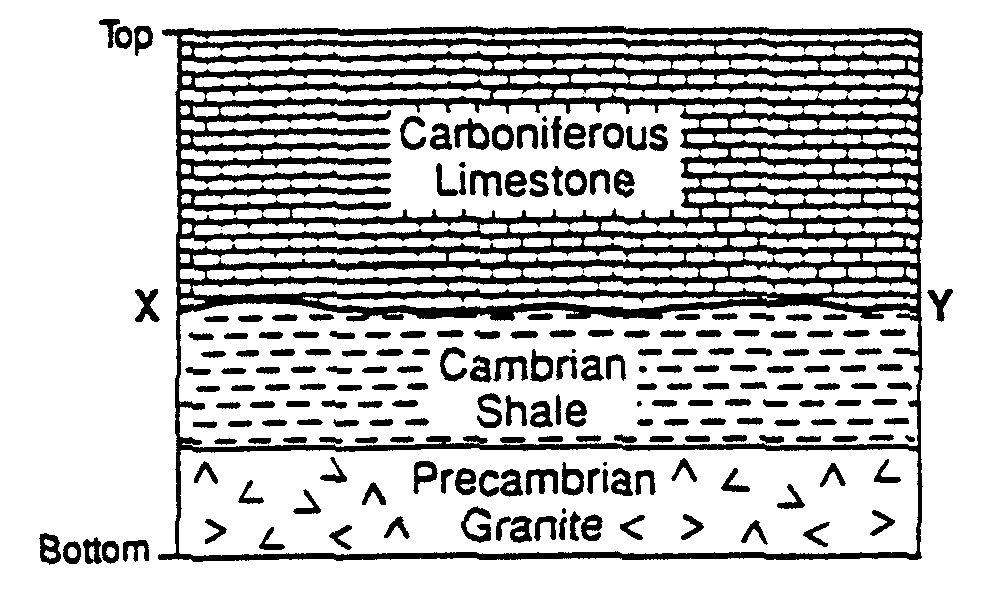 Top
Carboniferous
Limestone
X
Y
Cambrian
Shale
Precambrian
Granite
Bottom